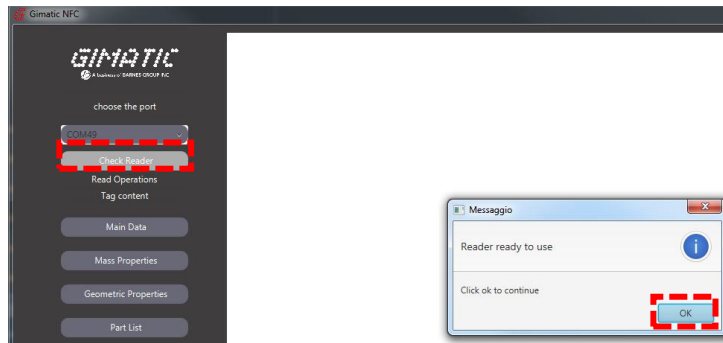 Gimatic NFC
GIMATIC
A business of BARNES GROUP INC
choose the port
COM49
Check Reader
Read Operations
Tag content
Main Data
Mass Properties
Geometric Properties
Part List
Messaggio
Reader ready to use
Click ok to continue
OK